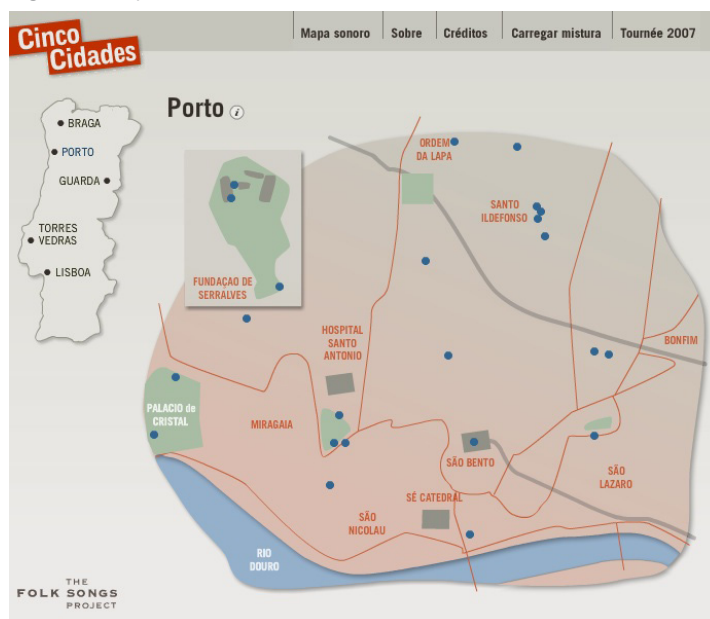 Cinco
Cidades
Mapa sonoro
Sobre
Créditos
Carregar mistura
Tournée 2007
Porto i
BRAGA
PORTO
GUARDA
TORRES
VEDRAS
LISBOA
ORDEM
DA LAPA
SANTO
ILDEFONSO
FUNDAÇAO DE
SERRALVES
HOSPITAL
SANTO
ANTONIO
BONFIM
PALACIO de
CRISTAL
MIRAGAIA
SÃO BENTO
SÃO
LAZARO
SÉ CATEDRAL
SÃO
NICOLAU
RIO
DOURO
THE
FOLK SONGS
PROJECT